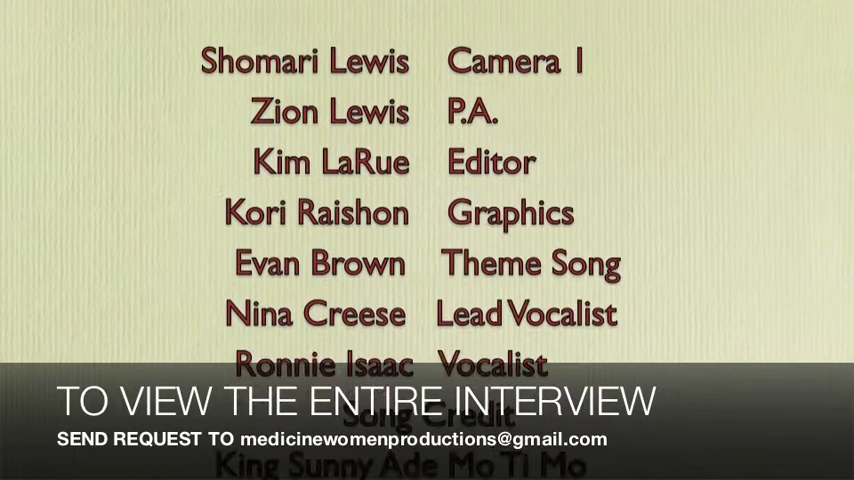 Shomari Lewis Camera 1
Zion Lewis P.A.
Kim LaRue Editor
Kori Raishon Graphics
Evan Brown Theme Song
Nina Creese Lead Vocalist
Ronnie Isaac Vocalist
TO VIEW THE ENTIRE INTERVIEW
Song Credit
SEND REQUEST TO medicinewomenproductions@gmail.com
King Sunny Ade Mo Ti Mo